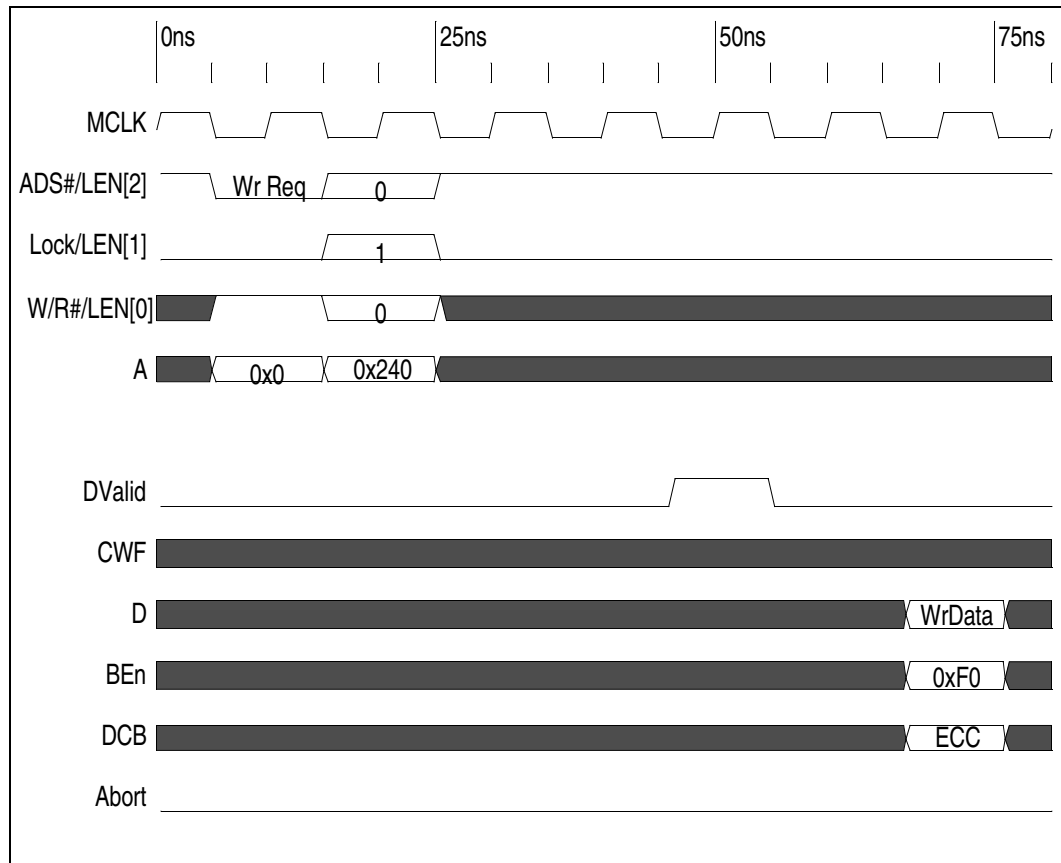 0ns 25ns 50ns 75ns
MCLK
ADS#/LEN[2] Wr Req 0
Lock/LEN[1] 1
W/R#/LEN[0] 0
A 0x0 0x240
DValid
CWF
D WrData
BEn 0xF0
DCB ECC
Abort